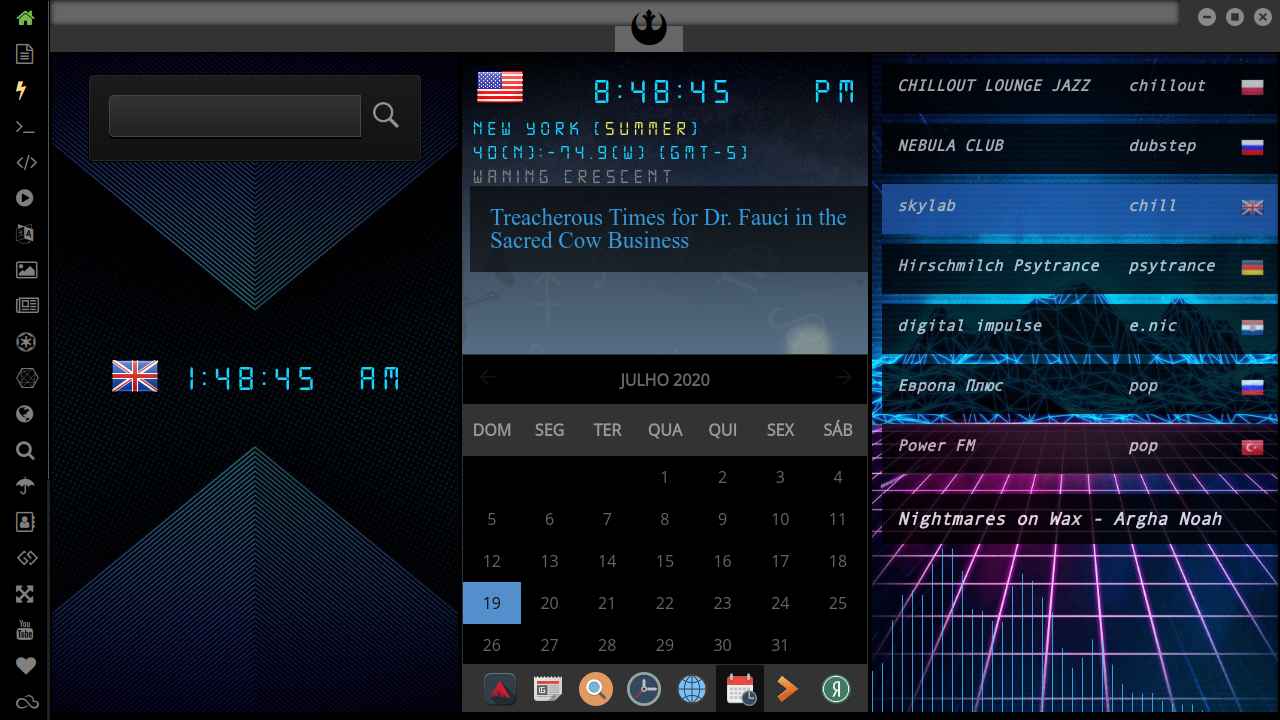 8:48:45 PM
NEW YORK (SUMMER)
40(N):-74.9(W) (GMT-5)
WANING CRESCENT
Treacherous Times for Dr. Fauci in the
Sacred Cow Business
1:48:45 AM
JULHO 2020
DOM SEG TER QUA QUI SEX SÁB
1 2 3 4
5 6 7 8 9 10 11
12 13 14 15 16 17 18
19 20 21 22 23 24 25
26 27 28 29 30 31
CHILLOUT LOUNGE JAZZ chillout
NEBULA CLUB dubstep
skylab chill
Hirschmilch Psytrance psytrance
digital impulse e.nic
Европа Плюс pop
Power FM pop
Nightmares on Wax - Argha Noah
You
Tube
Я